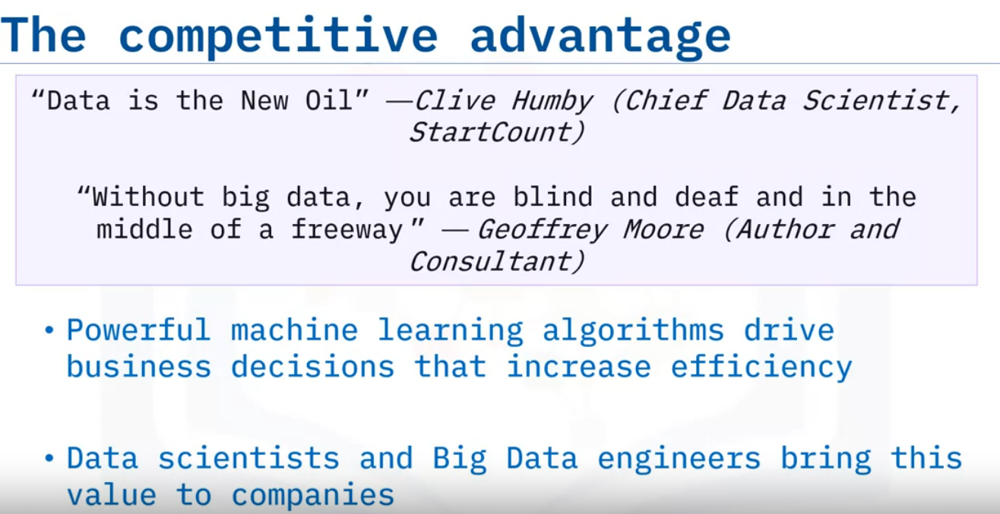 The competitive advantage
“Data is the New Oil” —Clive Humby (Chief Data Scientist,
StartCount)
“Without big data, you are blind and deaf and in the
middle of a freeway” — Geoffrey Moore (Author and
Consultant)
• Powerful machine learning algorithms drive
business decisions that increase efficiency
• Data scientists and Big Data engineers bring this
value to companies